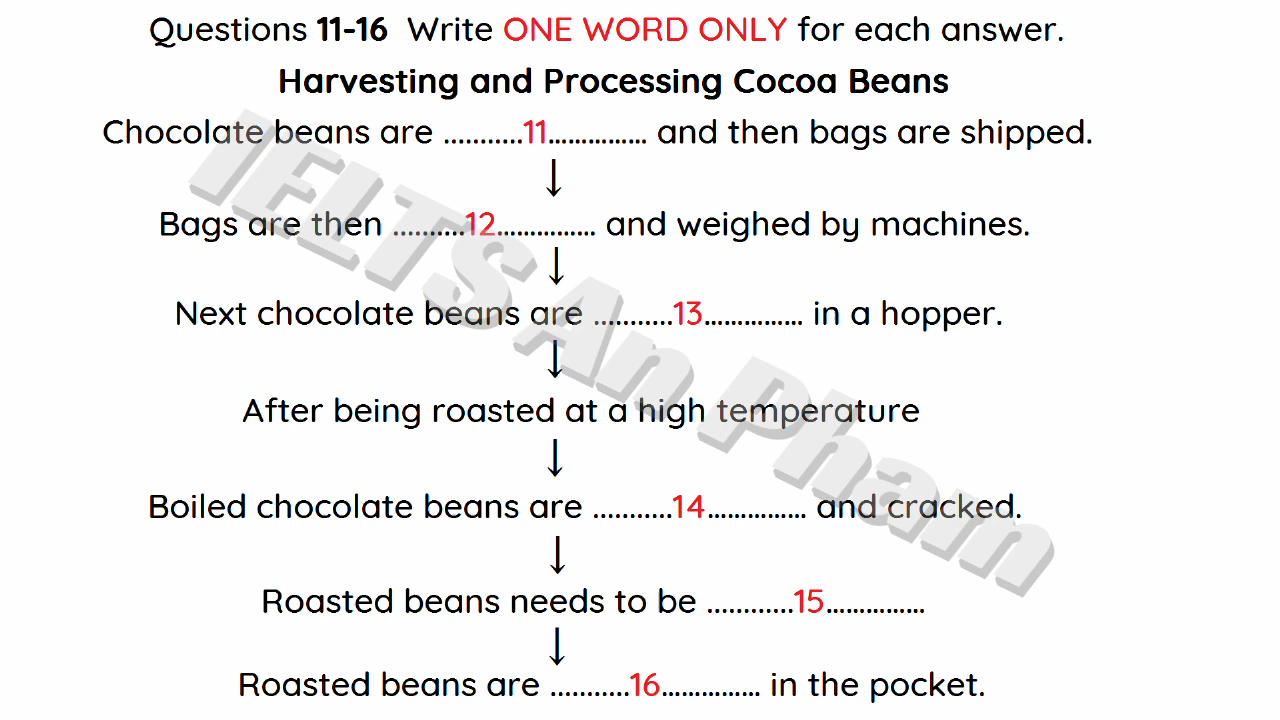 Questions 11-16 Write ONE WORD ONLY for each answer.
Harvesting and Processing Cocoa Beans
Chocolate beans are ...........11............... and then bags are shipped.
↓
Bags are then ..........12............... and weighed by machines.
↓
Next chocolate beans are ...........13............... in a hopper.
↓
After being roasted at a high temperature
↓
Boiled chocolate beans are ...........14............... and cracked.
↓
Roasted beans needs to be ............15...............
↓
Roasted beans are ...........16............... in the pocket.
IELTS An Pham